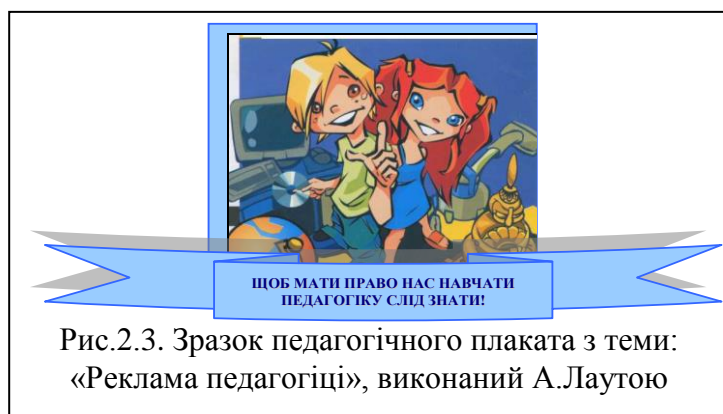 ЩОБ МАТИ ПРАВО НАС НАВЧАТИ
ПЕДАГОГІКУ СЛІД ЗНАТИ!
Рис.2.3. Зразок педагогічного плаката з теми:
«Реклама педагогіці», виконаний А.Лаутою